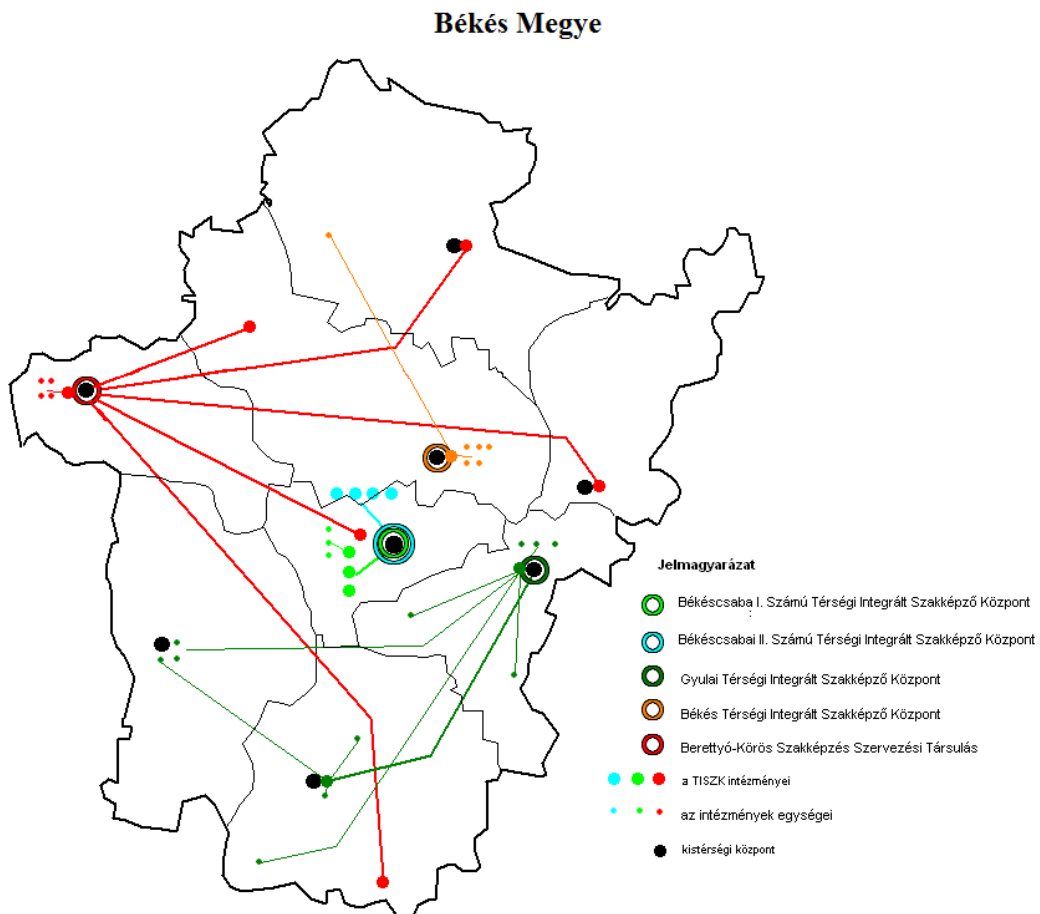 Békés Megye
Jelmagyarázat
Békéscsaba I. Számú Térségi Integrált Szakképző Központ
Békéscsabai II. Számú Térségi Integrált Szakképző Központ
Gyulai Térségi Integrált Szakképző Központ
Békés Térségi Integrált Szakképző Központ
Berettyó-Körös Szakképzés Szervezési Társulás
a TISZK intézményei
az intézmények egységei
kistérségi központ